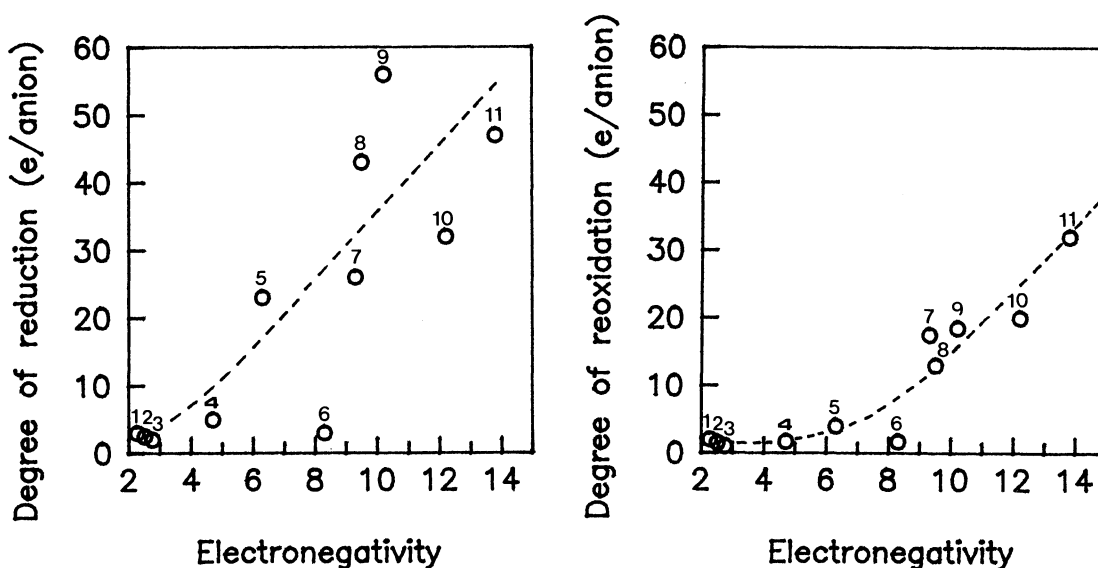 Degree of reduction (e/anion)
60
50
40
30
20
10
0
2 4 6 8 10 12 14
Electronegativity
1 2 3 4 5 6 7 8 9 10 11
Degree of reoxidation (e/anion)
60
50
40
30
20
10
0
2 4 6 8 10 12 14
Electronegativity
1 2 3 4 5 6 7 8 9 10 11